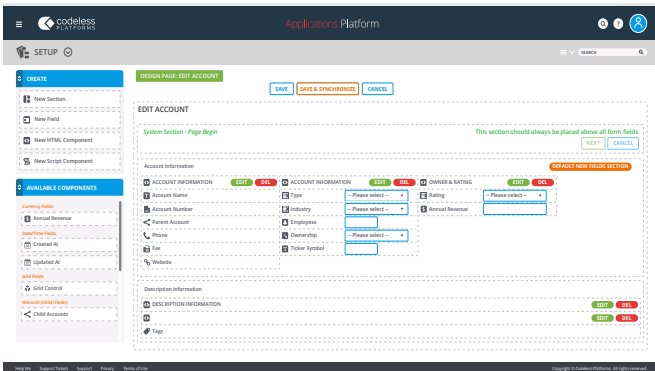 codeless
PLATFORMS
Applications Platform
SETUP
SEARCH
CREATE
New Section
New Field
New HTML Component
New Script Component
AVAILABLE COMPONENTS
Currency Fields
Annual Revenue
Date/Time Fields
Created At
Updated At
Grid Fields
Grid Control
Hierarch (Child) Fields)
Child Accounts
DESIGN PAGE: EDIT ACCOUNT
SAVE SAVE & SYNCHRONIZE CANCEL
EDIT ACCOUNT
System Section - Page Begin This section should always be placed above all form fields
NEXT CANCEL
Account Information DEFAULT NEW FIELDS SECTION
ACCOUNT INFORMATION EDIT DEL ACCOUNT INFORMATION EDIT DEL OWNER & RATING EDIT DEL
Account Name Type -- Please select -- Rating -- Please select --
Account Number Industry -- Please select -- Annual Revenue
Parent Account Employees
Phone Ownership -- Please select --
Fax Ticker Symbol
Website
Description Information
DESCRIPTION INFORMATION EDIT DEL
EDIT DEL
Tags
Help Me Support Tickets Support Privacy Terms of Use Copyright © Codeless Platforms. All rights reserved.